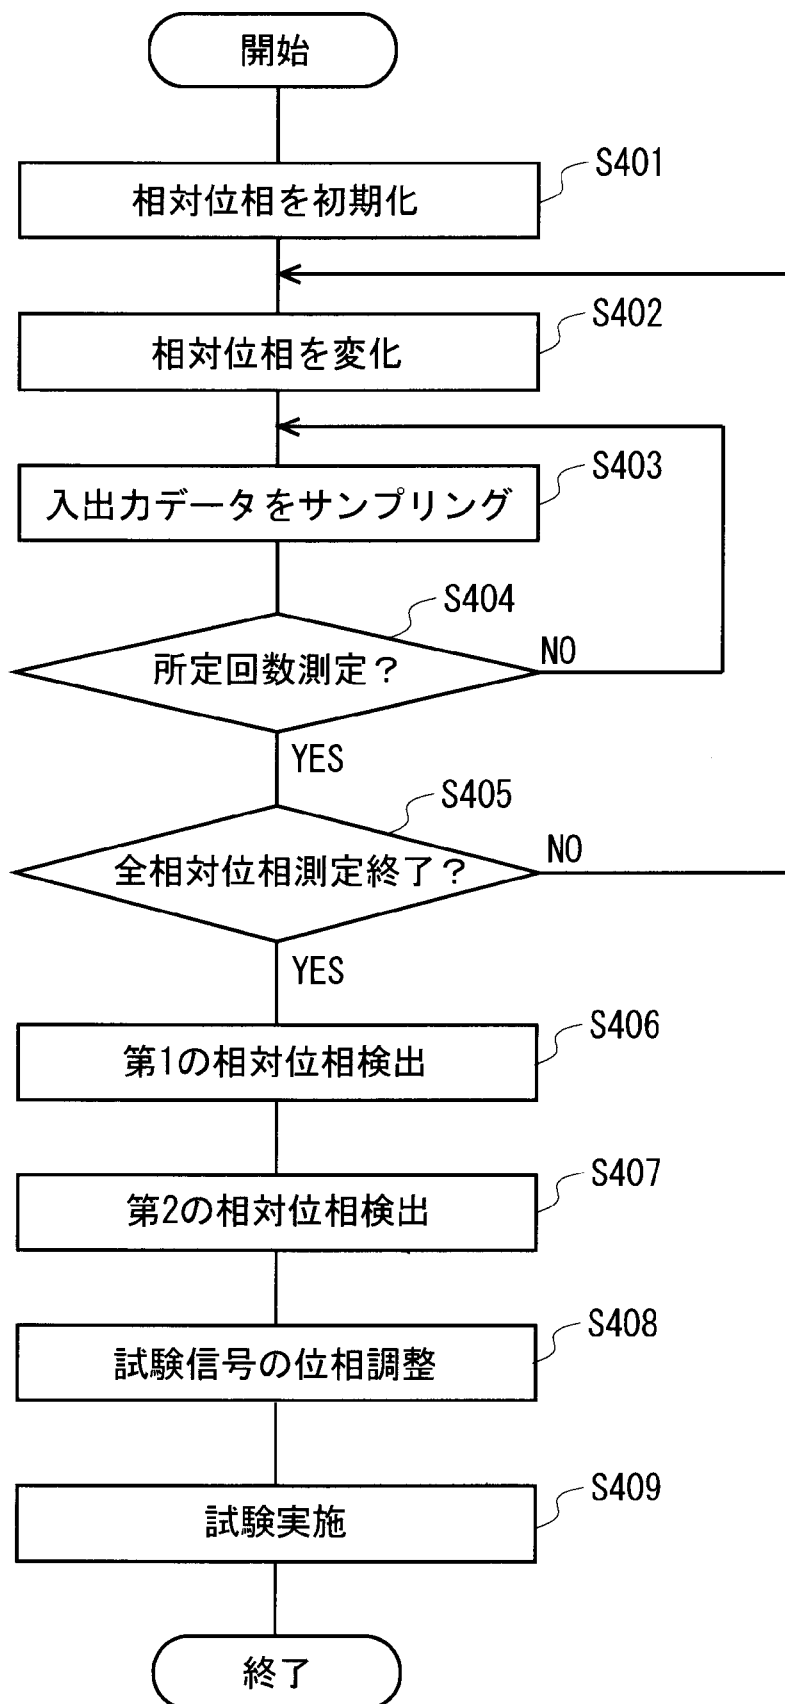 開始
S401
相対位相を初期化
S402
相対位相を変化
S403
入出力データをサンプリング
S404
所定回数測定?
NO
YES
S405
全相対位相測定終了?
NO
YES
S406
第1の相対位相検出
S407
第2の相対位相検出
S408
試験信号の位相調整
S409
試験実施
終了